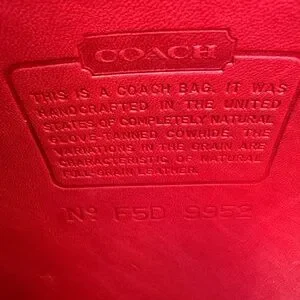 COACH
THIS IS A COACH BAG. IT WAS
HANDCRAFTED IN THE UNITED
STATES OF COMPLETELY NATURAL
GLOVE-TANNED COWHIDE. THE
VARIATIONS IN THE GRAIN ARE
CHARACTERISTIC OF NATURAL
FULL-GRAIN LEATHER.
Nº F5D 9952